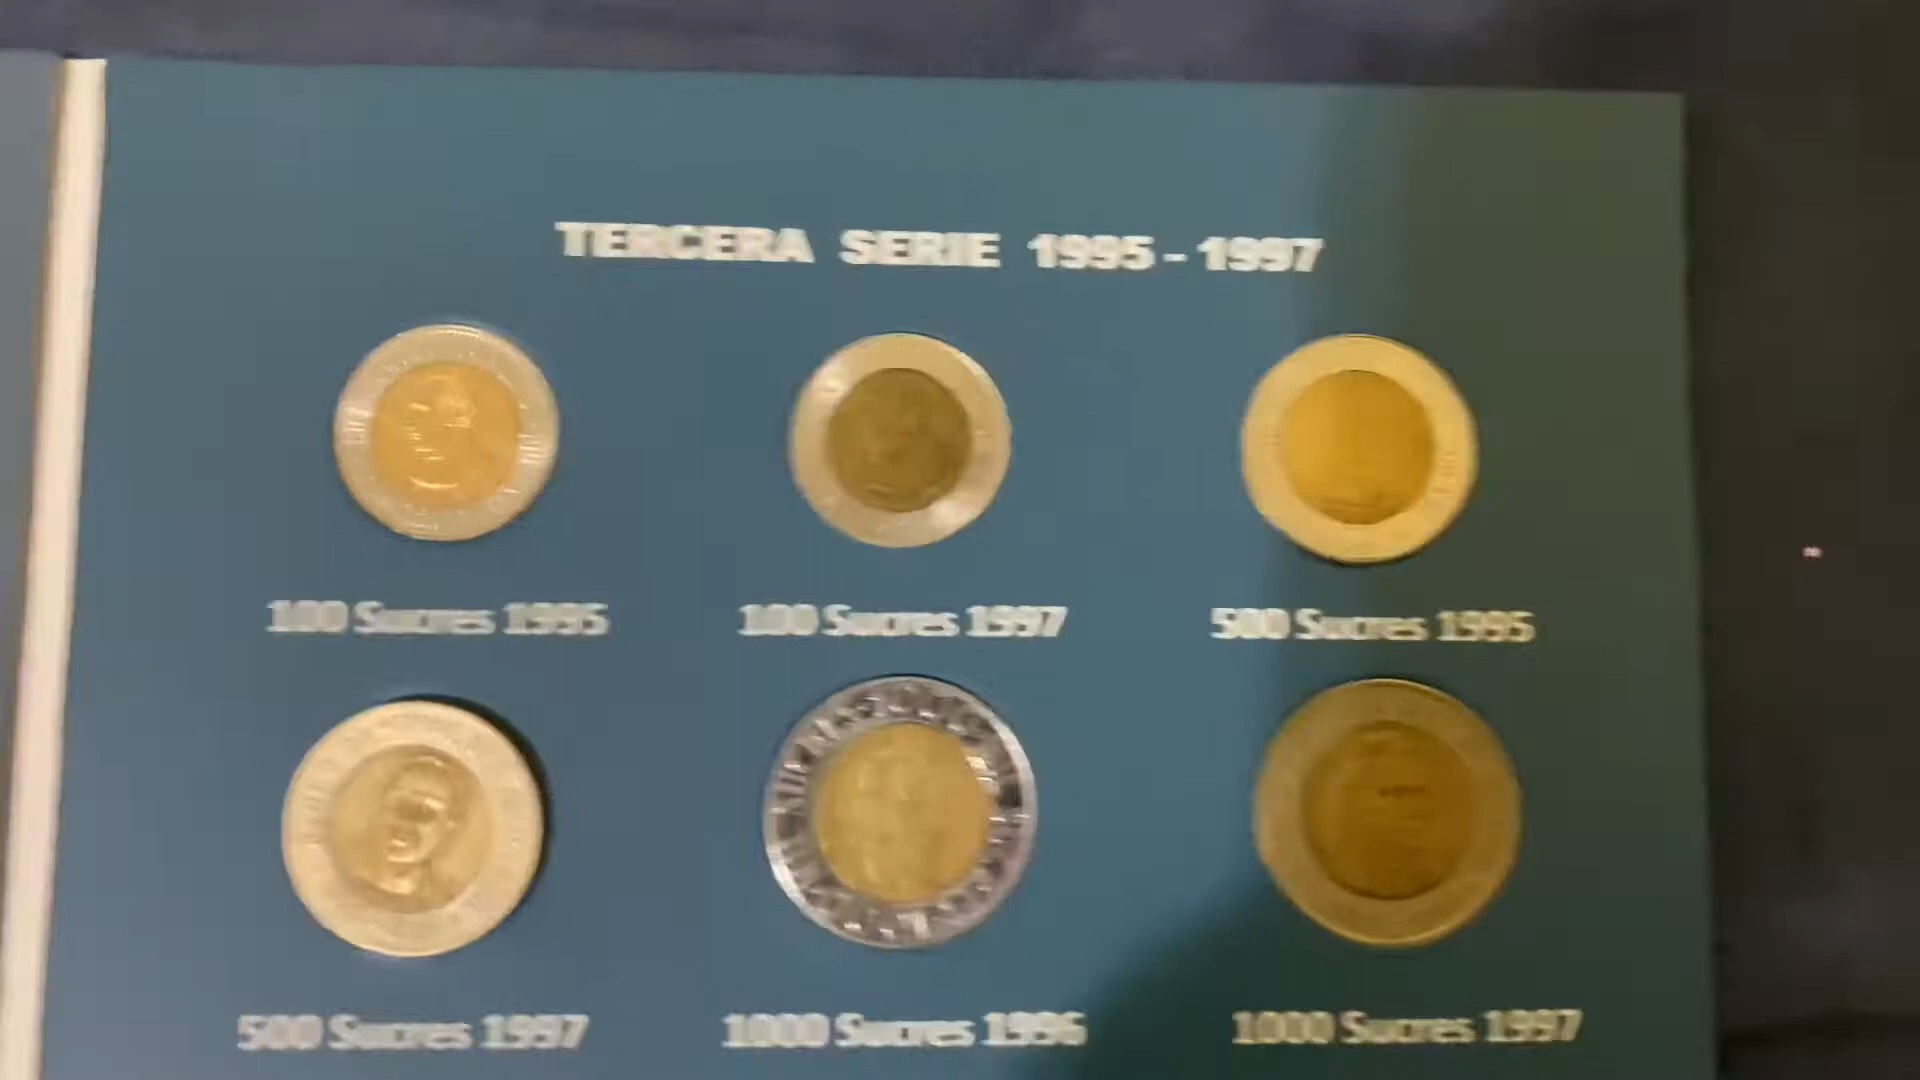 TERCERA SERIE 1995 - 1997
100 Sucres 1995
100 Sucres 1997
500 Sucres 1995
500 Sucres 1997
1000 Sucres 1996
1000 Sucres 1997